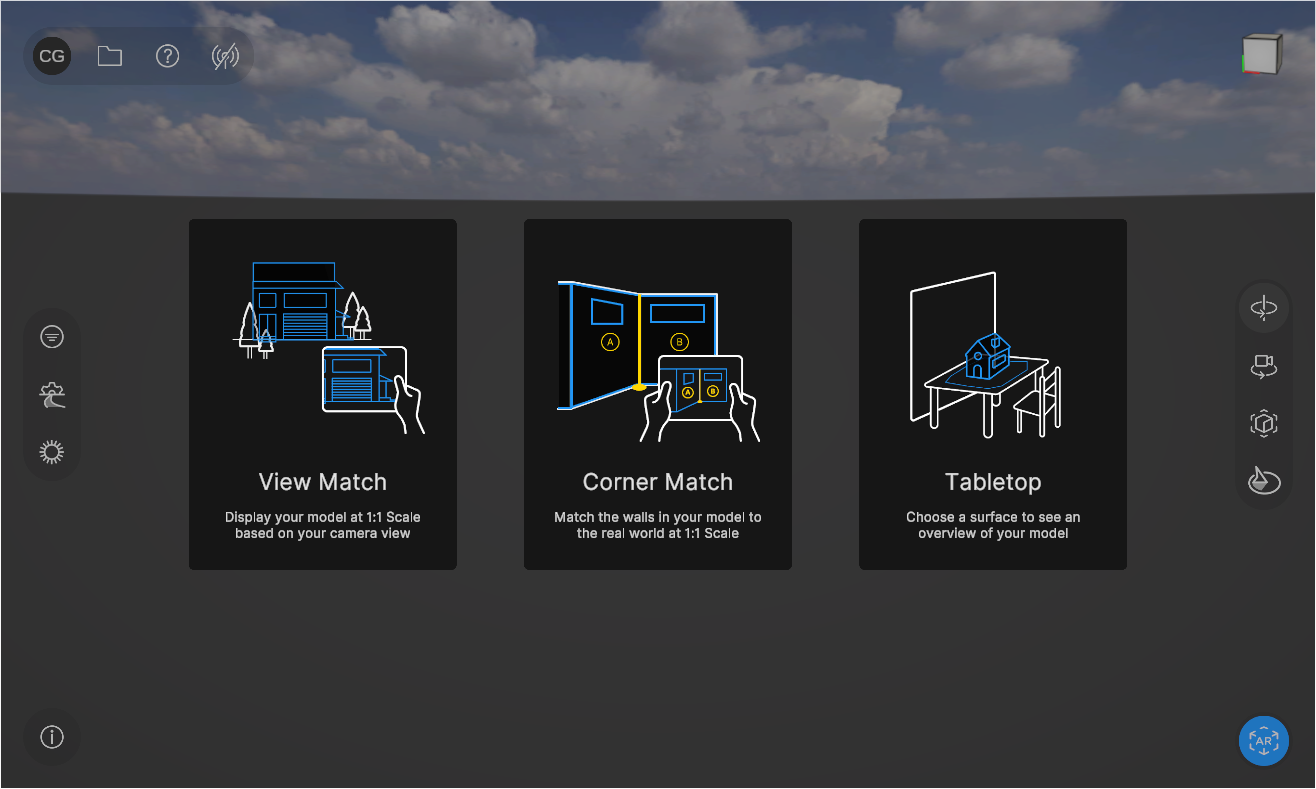 CG
A
B
A
B
View Match
Display your model at 1:1 Scale
based on your camera view
Corner Match
Match the walls in your model to
the real world at 1:1 Scale
Tabletop
Choose a surface to see an
overview of your model
AR